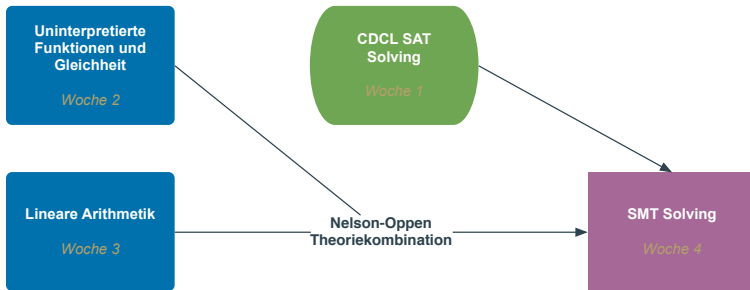 Uninterpretierte
Funktionen und
Gleichheit
Woche 2
CDCL SAT
Solving
Woche 1
Lineare Arithmetik
Woche 3
Nelson-Oppen
Theoriekombination
SMT Solving
Woche 4